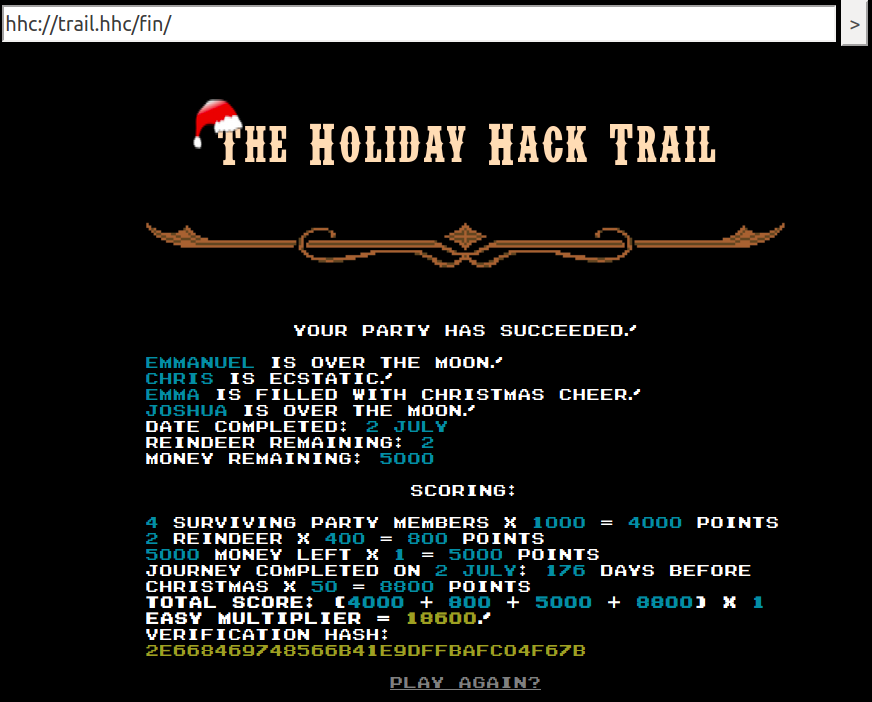 hhc://trail.hhc/fin/
>
THE HOLIDAY HACK TRAIL
YOUR PARTY HAS SUCCEEDED!
EMMANUEL IS OVER THE MOON!
CHRIS IS ECSTATIC!
EMMA IS FILLED WITH CHRISTMAS CHEER!
JOSHUA IS OVER THE MOON!
DATE COMPLETED: 2 JULY
REINDEER REMAINING: 2
MONEY REMAINING: 5000
SCORING:
4 SURVIVING PARTY MEMBERS X 1000 = 4000 POINTS
2 REINDEER X 400 = 800 POINTS
5000 MONEY LEFT X 1 = 5000 POINTS
JOURNEY COMPLETED ON 2 JULY: 176 DAYS BEFORE
CHRISTMAS X 50 = 8800 POINTS
TOTAL SCORE: (4000 + 800 + 5000 + 8800) X 1
EASY MULTIPLIER = 18600!
VERIFICATION HASH:
2E668469748566B41E9DFFBAFC04F67B
PLAY AGAIN?